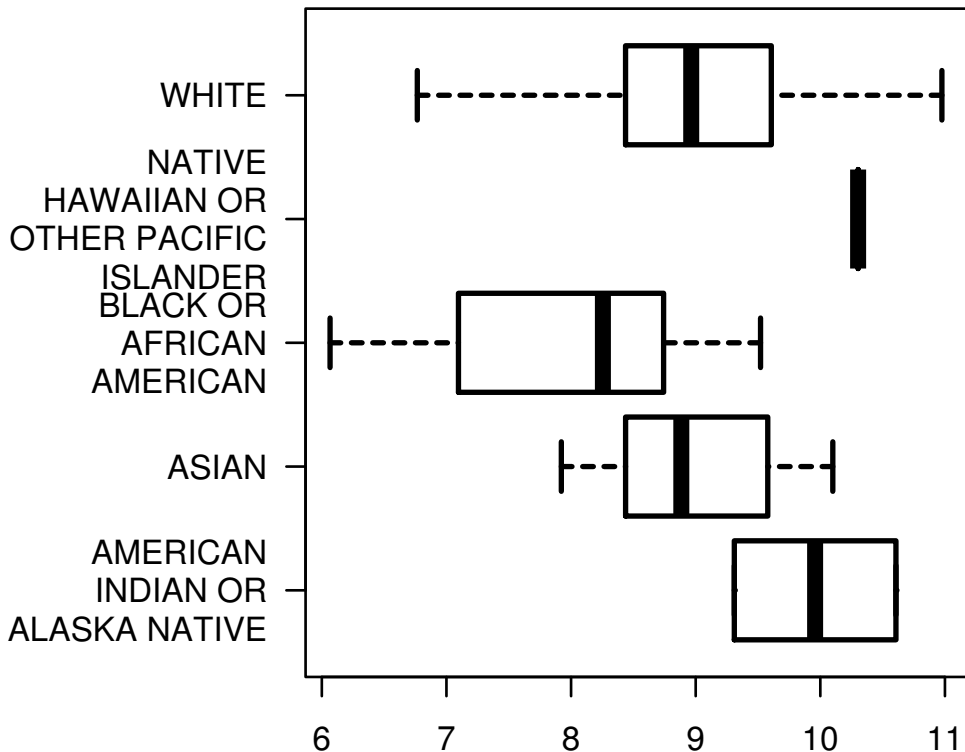 WHITE
NATIVE
HAWAIIAN OR
OTHER PACIFIC
ISLANDER
BLACK OR
AFRICAN
AMERICAN
ASIAN
AMERICAN
INDIAN OR
ALASKA NATIVE
6 7 8 9 10 11